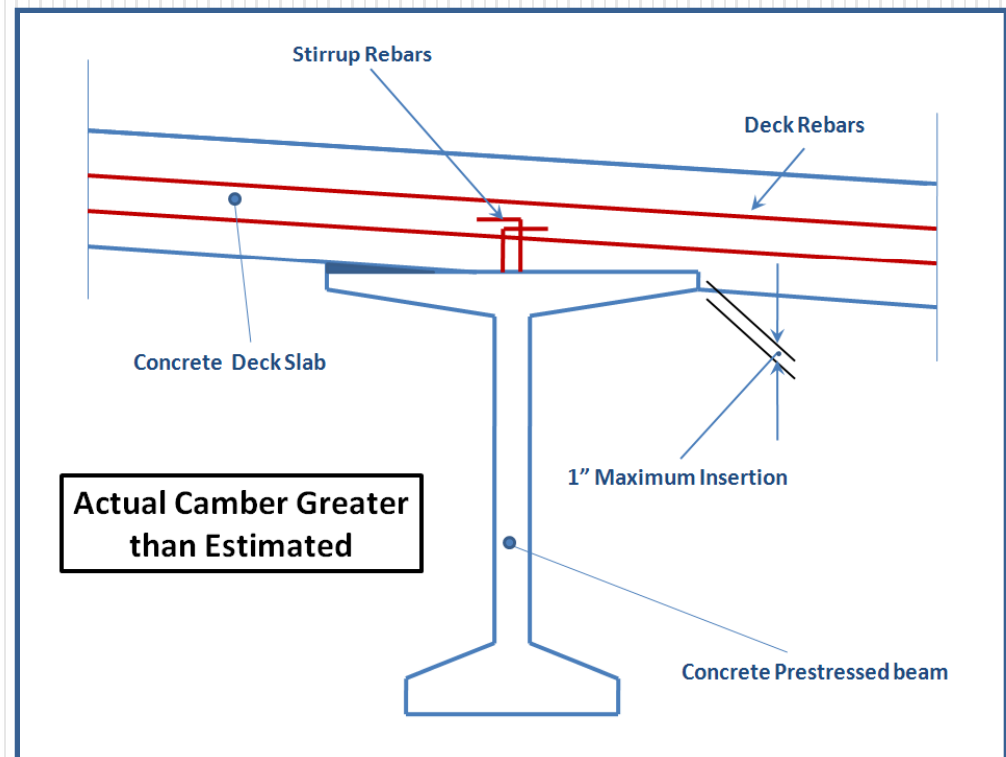 Stirrup Rebars
Deck Rebars
Concrete Deck Slab
1” Maximum Insertion
Actual Camber Greater
than Estimated
Concrete Prestressed beam